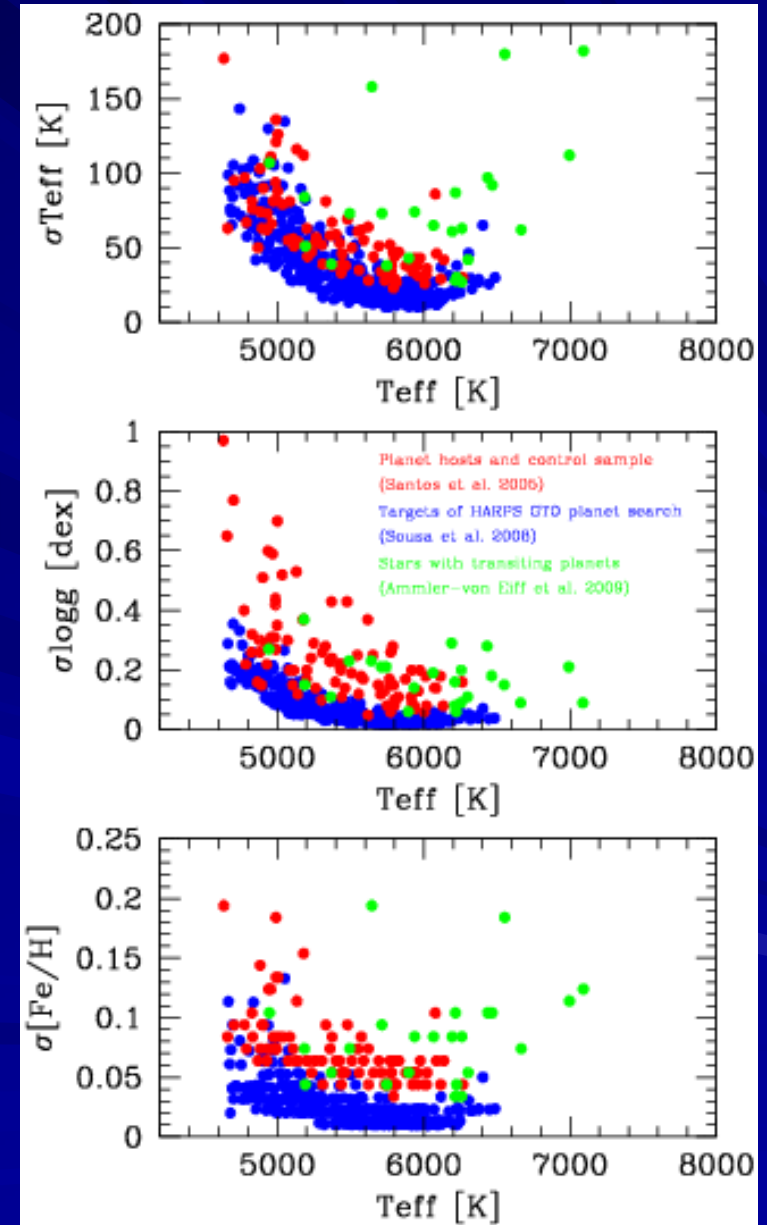 200
150
100
50
0
σTeff [K]
5000 6000 7000 8000
Teff [K]
1
0.8
0.6
0.4
0.2
0
σlogg [dex]
Planet hosts and control sample
(Santos et al. 2005)
Targets of HARPS GTO planet search
(Sousa et al. 2008)
Stars with transiting planets
(Ammler-von Eiff et al. 2009)
5000 6000 7000 8000
Teff [K]
0.25
0.2
0.15
0.1
0.05
0
σ[Fe/H]
5000 6000 7000 8000
Teff [K]